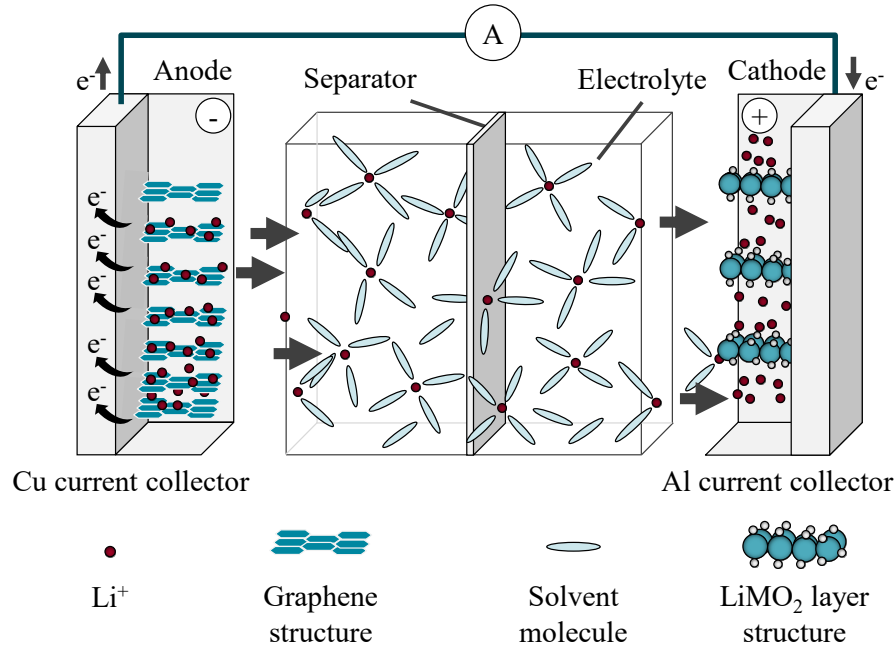 A
e⁻
Anode
Separator
Electrolyte
Cathode
e⁻
-
+
e⁻
e⁻
e⁻
e⁻
e⁻
Cu current collector
Al current collector
Li⁺
Graphene
structure
Solvent
molecule
LiMO₂ layer
structure